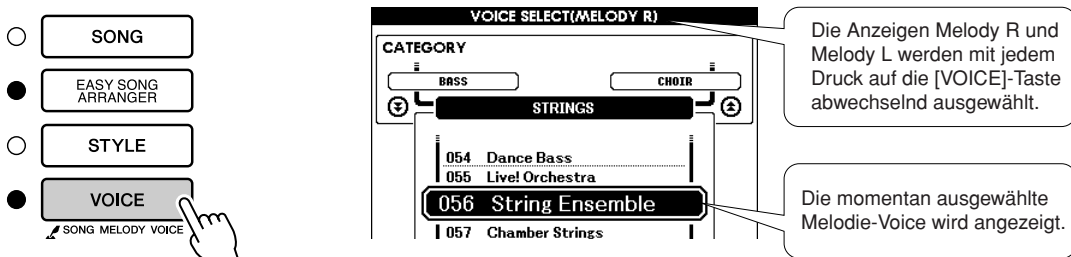 SONG
EASY SONG
ARRANGER
STYLE
VOICE
SONG MELODY VOICE
VOICE SELECT(MELODY R)
CATEGORY
BASS
CHOIR
STRINGS
054 Dance Bass
055 Live! Orchestra
056 String Ensemble
057 Chamber Strings
Die Anzeigen Melody R und
Melody L werden mit jedem
Druck auf die [VOICE]-Taste
abwechselnd ausgewählt.
Die momentan ausgewählte
Melodie-Voice wird angezeigt.